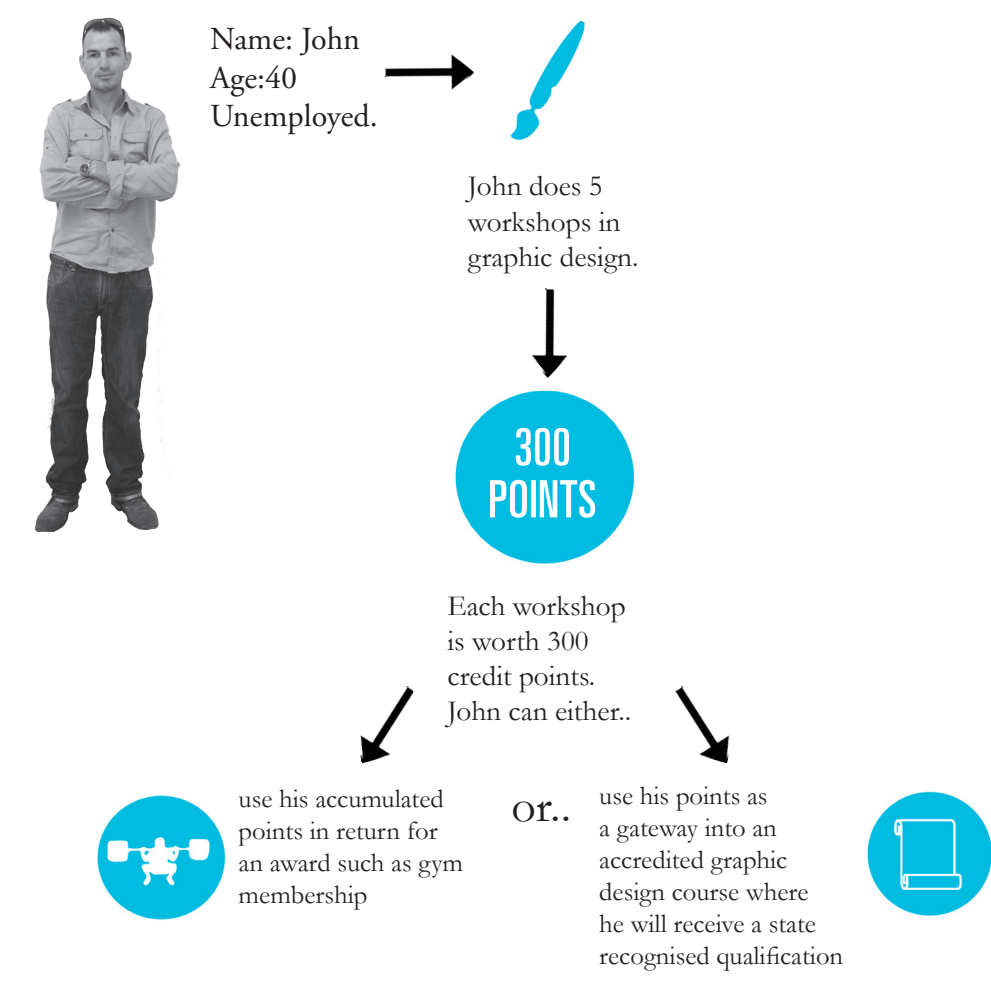 Name: John
Age:40
Unemployed.
John does 5
workshops in
graphic design.
300
POINTS
Each workshop
is worth 300
credit points.
John can either..
use his accumulated
points in return for
an award such as gym
membership
or..
use his points as
a gateway into an
accredited graphic
design course where
he will receive a state
recognised qualification